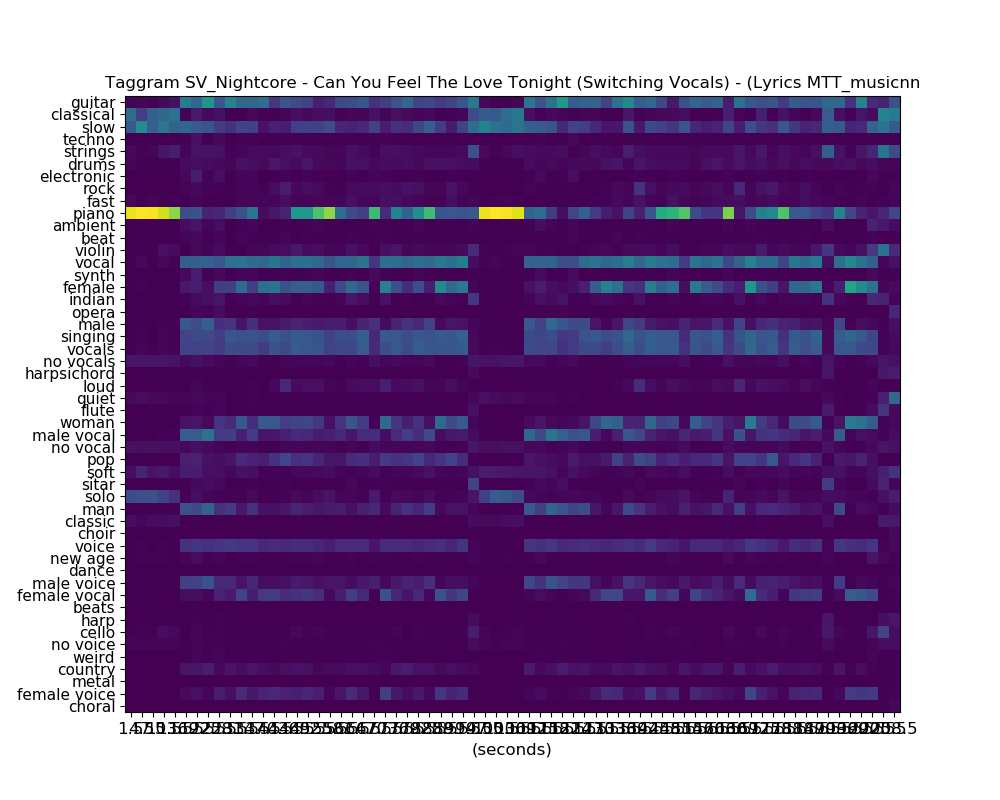 Taggram SV_Nightcore - Can You Feel The Love Tonight (Switching Vocals) - (Lyrics MTT_musicnn
guitar
classical
slow
techno
strings
drums
electronic
rock
fast
piano
ambient
beat
violin
vocal
synth
female
indian
opera
male
singing
vocals
no vocals
harpsichord
loud
quiet
flute
woman
male vocal
no vocal
pop
soft
sitar
solo
man
classic
choir
voice
new age
dance
male voice
female vocal
beats
harp
cello
no voice
weird
country
metal
female voice
choral
(seconds)